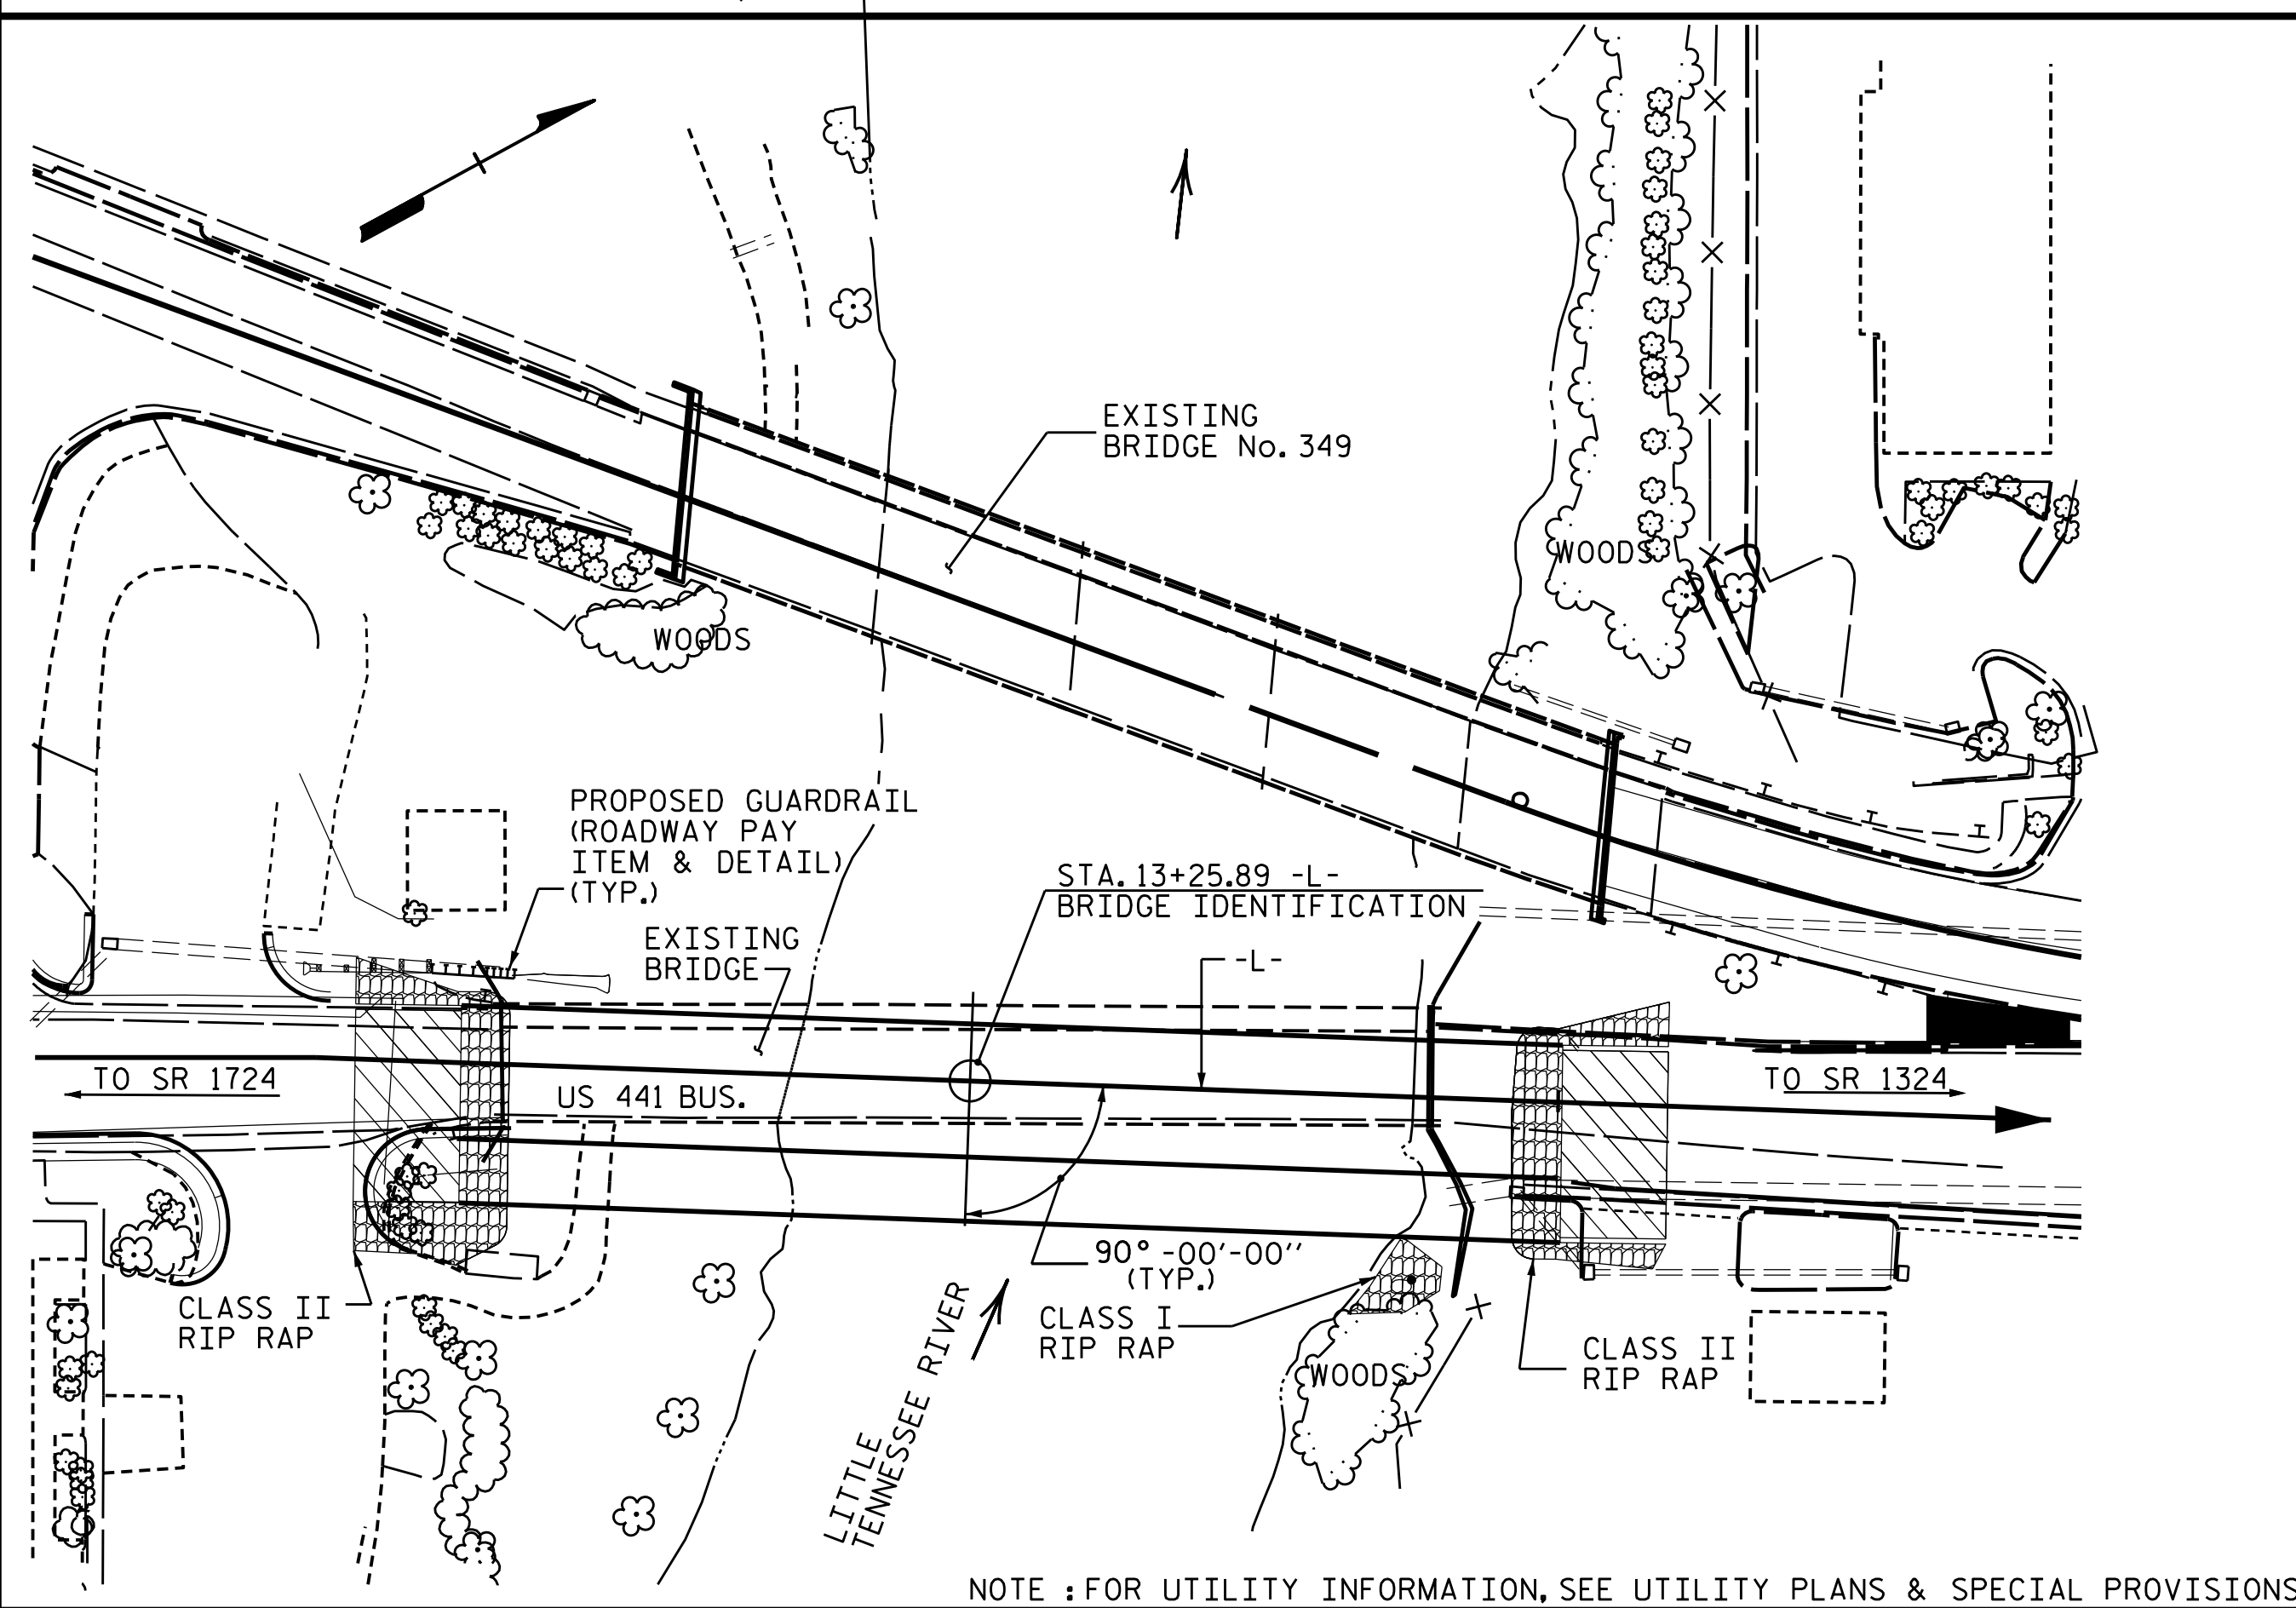 EXISTING
BRIDGE No. 349
WOODS
WOODS
PROPOSED GUARDRAIL
(ROADWAY PAY
ITEM & DETAIL)
(TYP.)
STA. 13+25.89 -L-
BRIDGE IDENTIFICATION
EXISTING
BRIDGE
-L-
TO SR 1724
US 441 BUS.
TO SR 1324
90°-00'-00"
(TYP.)
CLASS II
RIP RAP
CLASS I
RIP RAP
LITTLE
TENNESSEE RIVER
WOODS
CLASS II
RIP RAP
NOTE : FOR UTILITY INFORMATION, SEE UTILITY PLANS & SPECIAL PROVISIONS